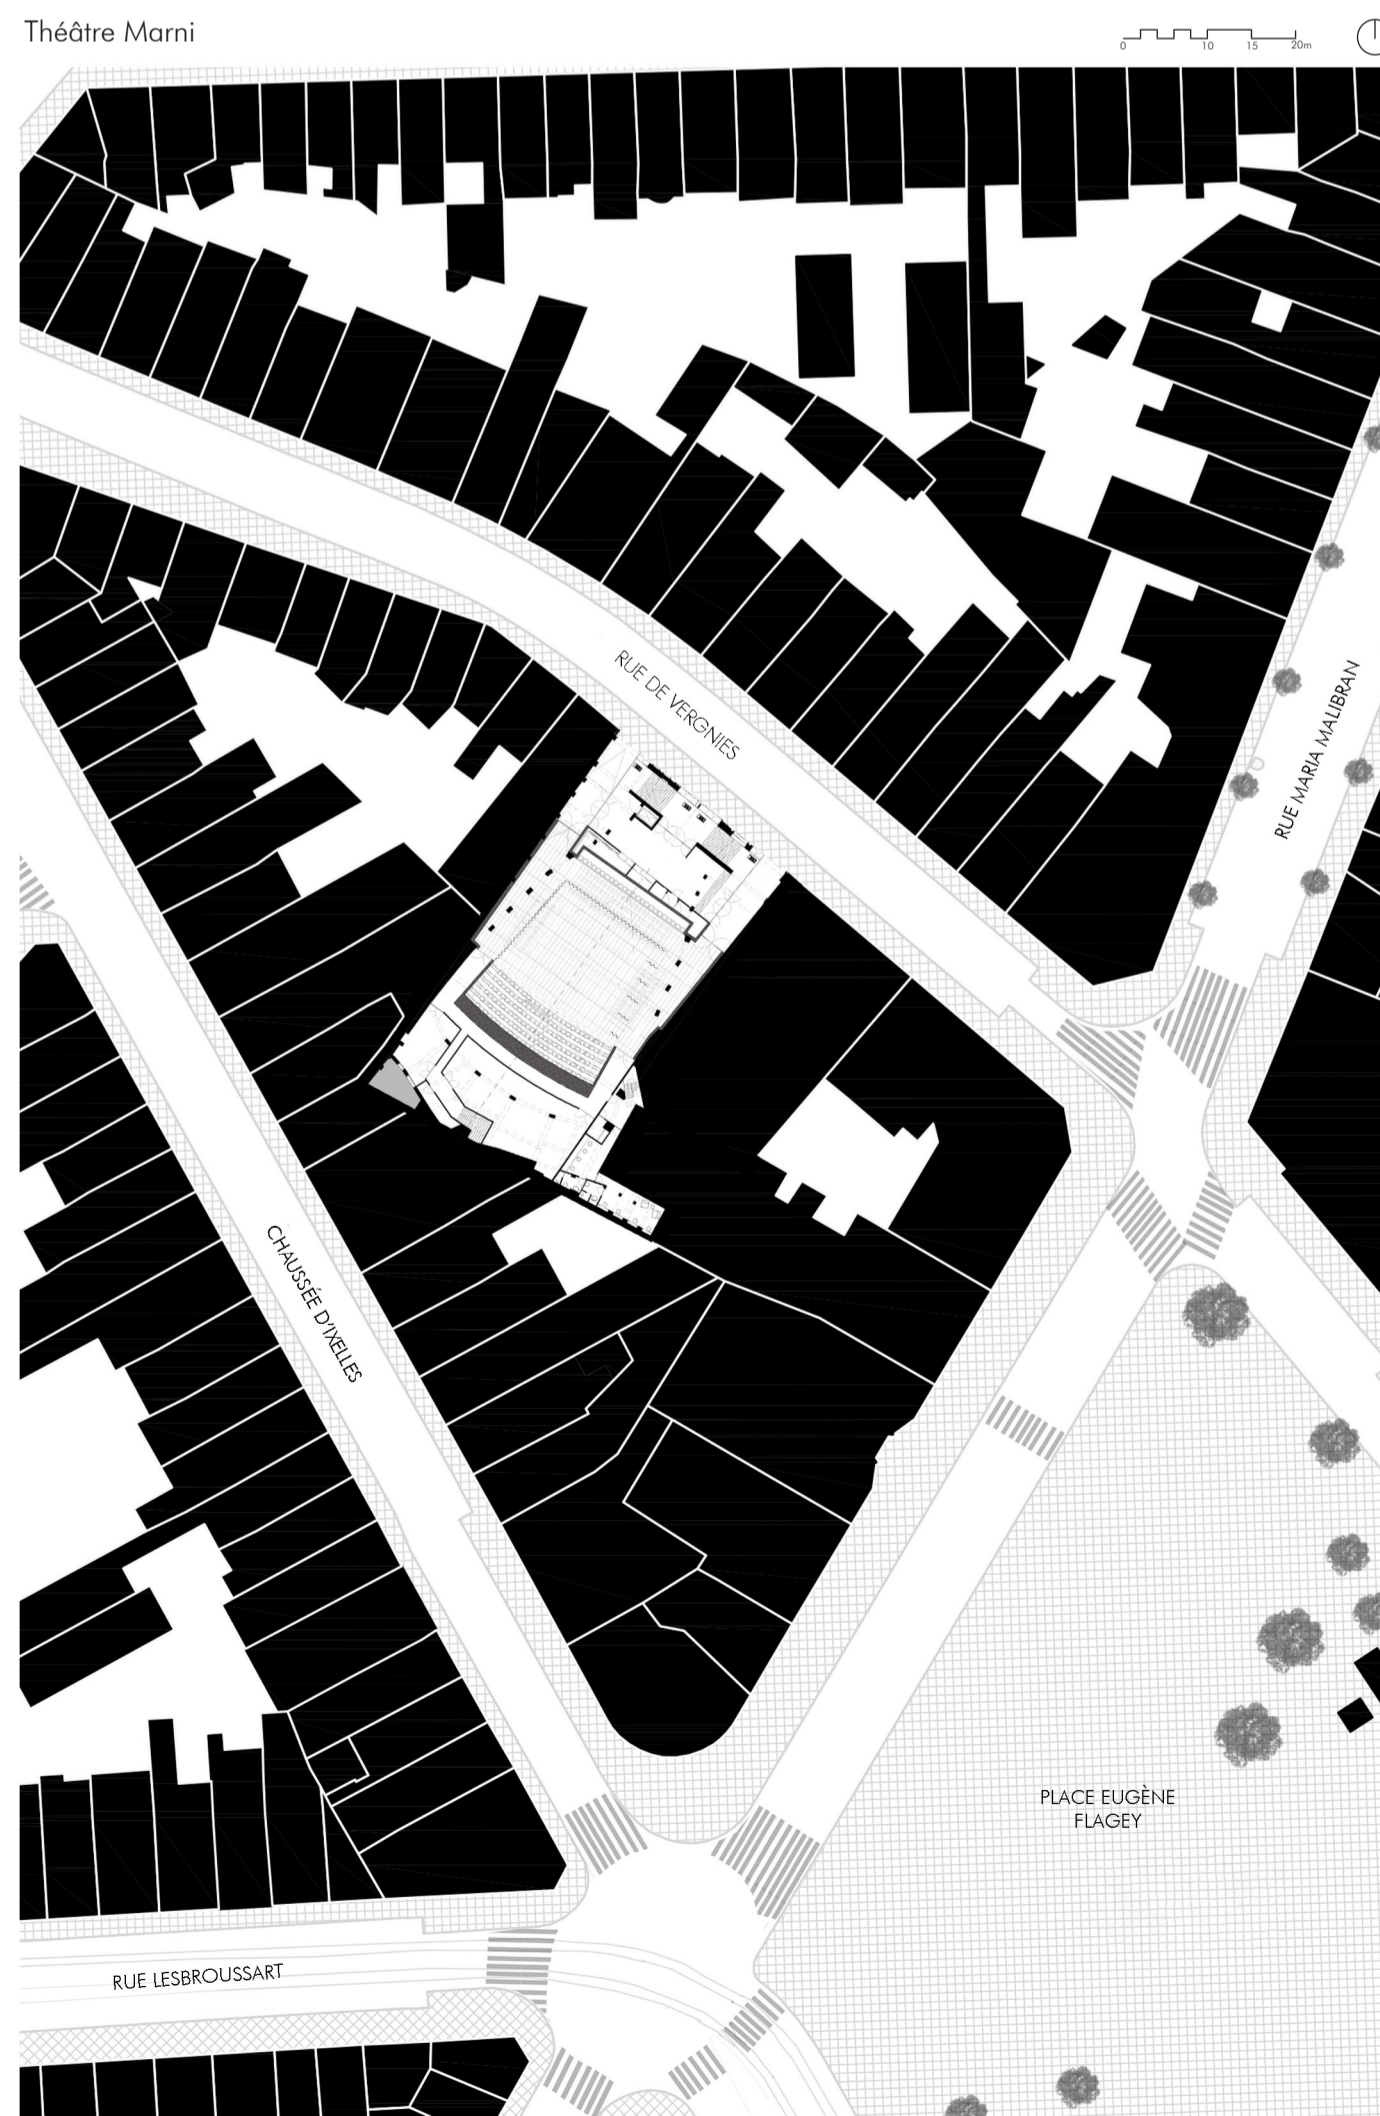 Théâtre Marni
0 10 15 20m
RUE DE VERGNIES
RUE MARIA MALIBRAN
CHAUSSÉE D'IXELLES
PLACE EUGÈNE
FLAGEY
RUE LESBROUSSART